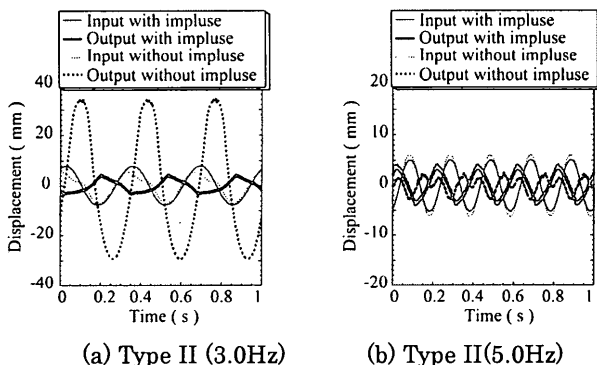 Input with impluse
Output with impluse
Input without impluse
Output without impluse
Displacement ( mm )
40
20
0
-20
-40
0 0.2 0.4 0.6 0.8 1
Time ( s )
(a) Type II (3.0Hz)
Input with impluse
Output with impluse
Input without impluse
Output without impluse
Displacement ( mm )
20
10
0
-10
-20
0 0.2 0.4 0.6 0.8 1
Time ( s )
(b) Type II(5.0Hz)